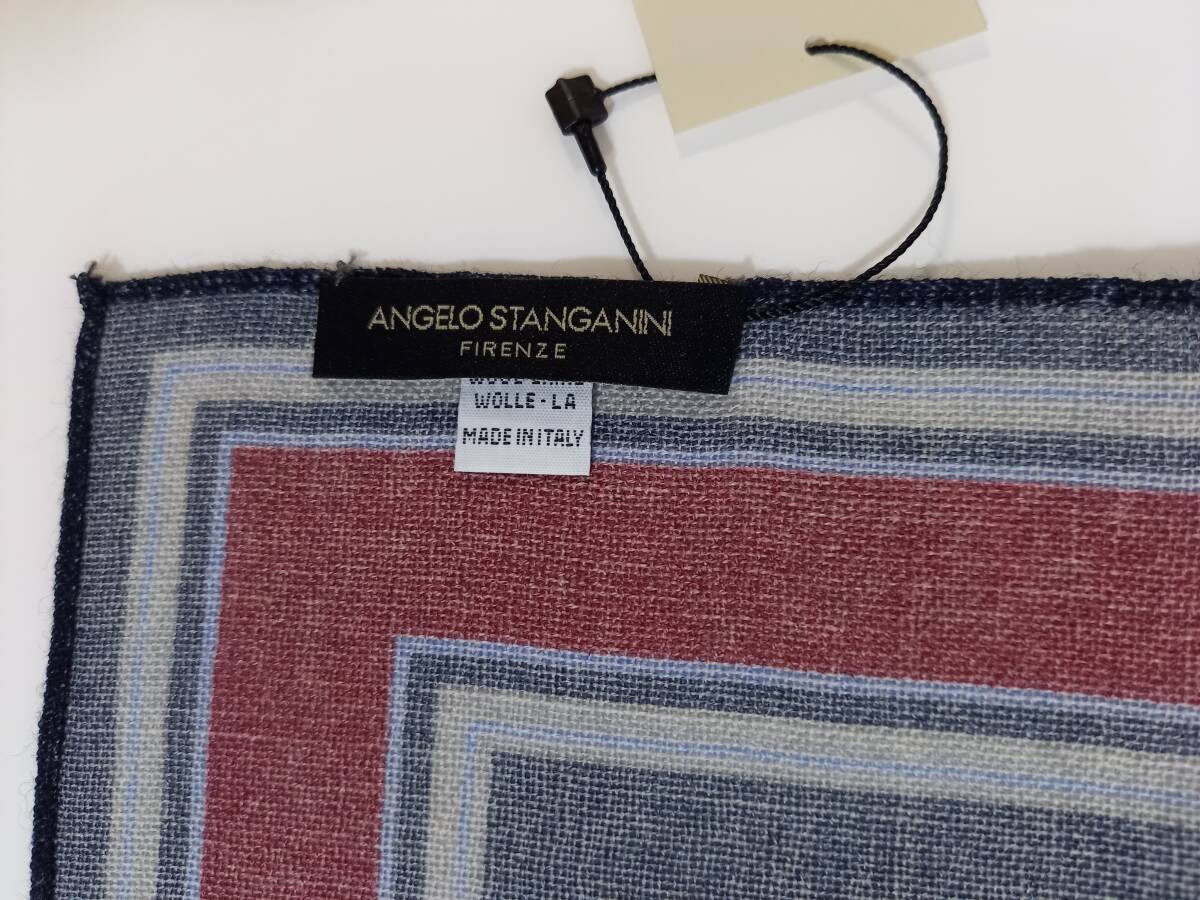 ANGELO STANGANINI
FIRENZE
WOLLE · LA
MADE IN ITALY